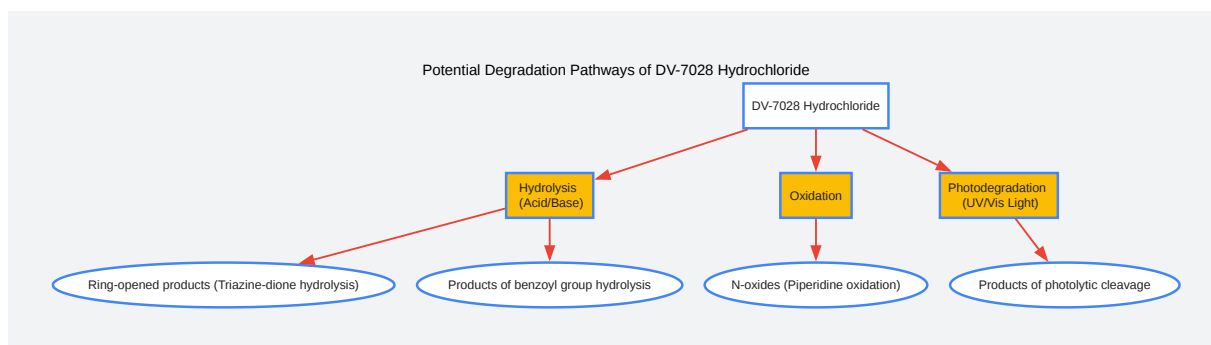 Potential Degradation Pathways of DV-7028 Hydrochloride
DV-7028 Hydrochloride
Hydrolysis
(Acid/Base)
Oxidation
Photodegradation
(UV/Vis Light)
Ring-opened products (Triazine-dione hydrolysis)
Products of benzoyl group hydrolysis
N-oxides (Piperidine oxidation)
Products of photolytic cleavage